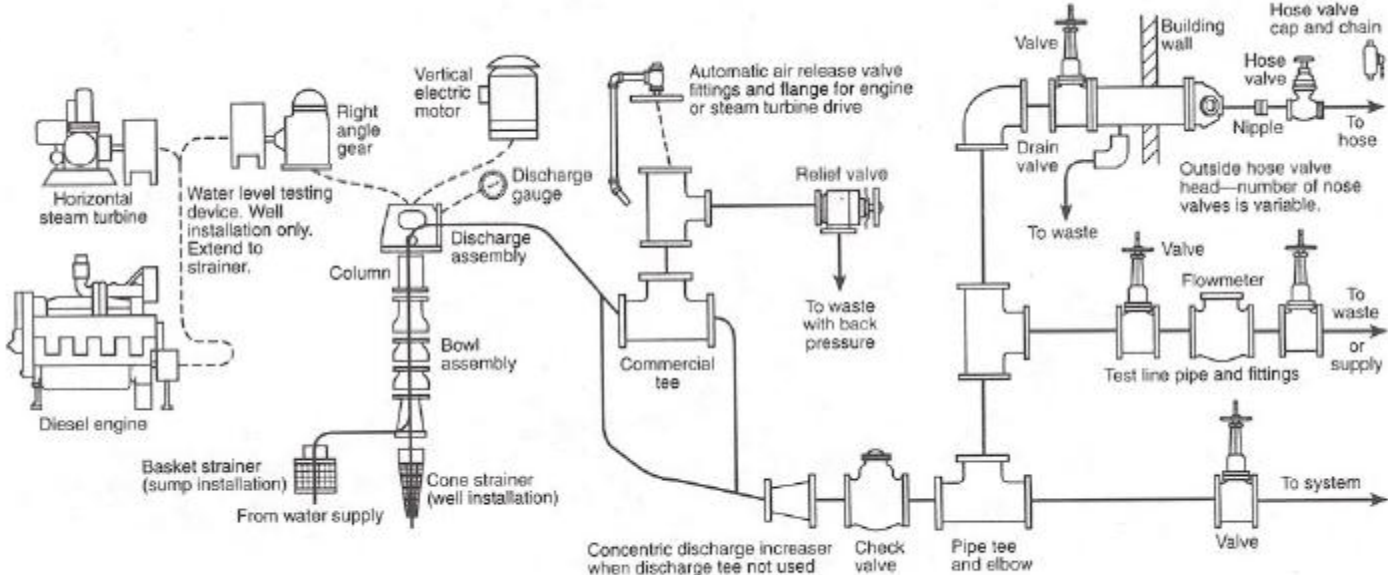 Horizontal
steam turbine
Diesel engine
Right
angle
gear
Water level testing
device. Well
installation only.
Extend to
strainer.
Vertical
electric
motor
Discharge
gauge
Discharge
assembly
Column
Bowl
assembly
Basket strainer
(sump installation)
From water supply
Cone strainer
(well installation)
Automatic air release valve
fittings and flange for engine
or steam turbine drive
Relief valve
To waste
with back
pressure
Commercial
tee
Concentric discharge increaser
when discharge tee not used
Check
valve
Pipe tee
and elbow
Valve
Building
wall
Hose valve
cap and chain
Hose
valve
Nipple
To
hose
Drain
valve
To waste
Outside hose valve
head—number of nose
valves is variable.
Valve
Flowmeter
To
waste
or
supply
Test line pipe and fittings
To system
Valve